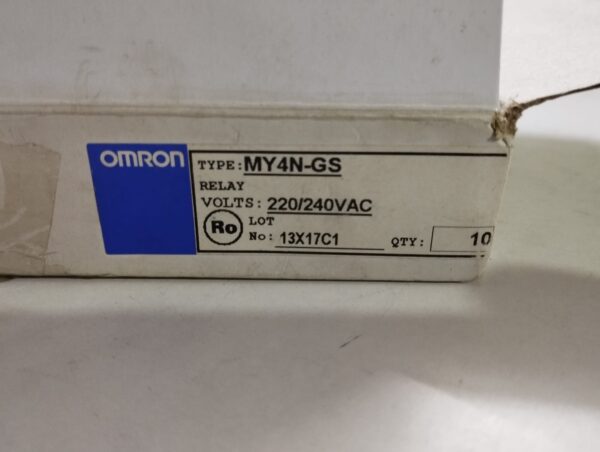 OMRON
TYPE: MY4N-GS
RELAY
VOLTS: 220/240VAC
Ro
LOT
No: 13X17C1 QTY: 10